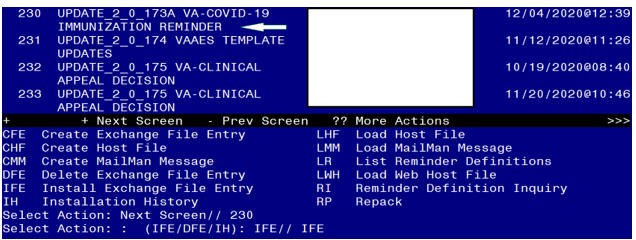 230 UPDATE_2_0_173A VA-COVID-19 12/04/2020@12:39
IMMUNIZATION REMINDER
231 UPDATE_2_0_174 VAAES TEMPLATE 11/12/2020@11:26
UPDATES
232 UPDATE_2_0_175 VA-CLINICAL 10/19/2020@08:40
APPEAL DECISION
233 UPDATE_2_0_175 VA-CLINICAL 11/20/2020@10:46
APPEAL DECISION
+ + Next Screen - Prev Screen ?? More Actions >>>
CFE Create Exchange File Entry LHF Load Host File
CHF Create Host File LMM Load MailMan Message
CMM Create MailMan Message LR List Reminder Definitions
DFE Delete Exchange File Entry LWH Load Web Host File
IFE Install Exchange File Entry RI Reminder Definition Inquiry
IH Installation History RP Repack
Select Action: Next Screen// 230
Select Action: : (IFE/DFE/IH): IFE// IFE